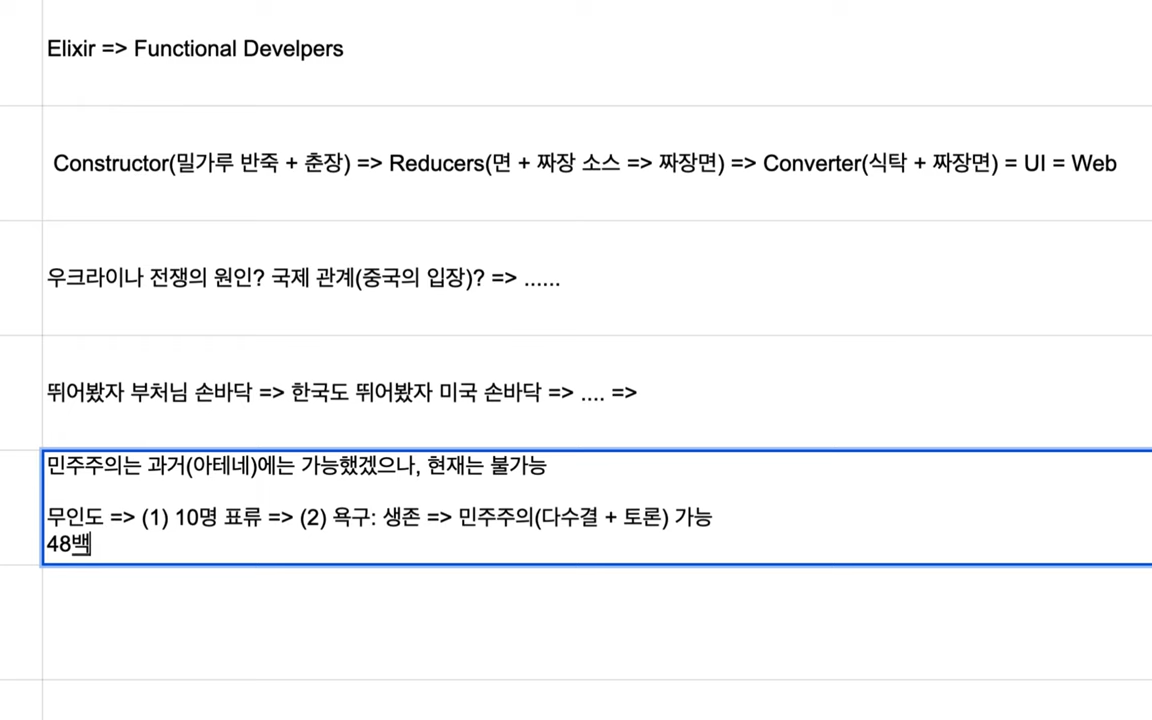 Elixir => Functional Develpers
Constructor(밀가루 반죽 + 춘장) => Reducers(면 + 짜장 소스 => 짜장면) => Converter(식탁 + 짜장면) = UI = Web
우크라이나 전쟁의 원인? 국제 관계(중국의 입장)? => ......
뛰어봤자 부처님 손바닥 => 한국도 뛰어봤자 미국 손바닥 => .... =>
민주주의는 과거(아테네)에는 가능했겠으나, 현재는 불가능
무인도 => (1) 10명 표류 => (2) 욕구: 생존 => 민주주의(다수결 + 토론) 가능
48백